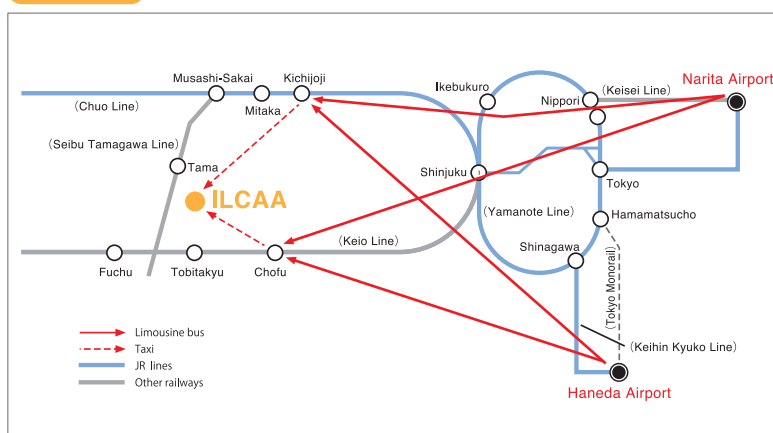 Musashi-Sakai
Kichijoji
Ikebukuro
Nippori
(Keisei Line)
Narita Airport
(Chuo Line)
Mitaka
(Seibu Tamagawa Line)
Tama
Shinjuku
Tokyo
ILCAA
(Yamanote Line)
Hamamatsucho
(Keio Line)
Shinagawa
Fuchu
Tobitakyu
Chofu
(Tokyo Monorail)
Limousine bus
Taxi
JR lines
Other railways
(Keihin Kyuko Line)
Haneda Airport